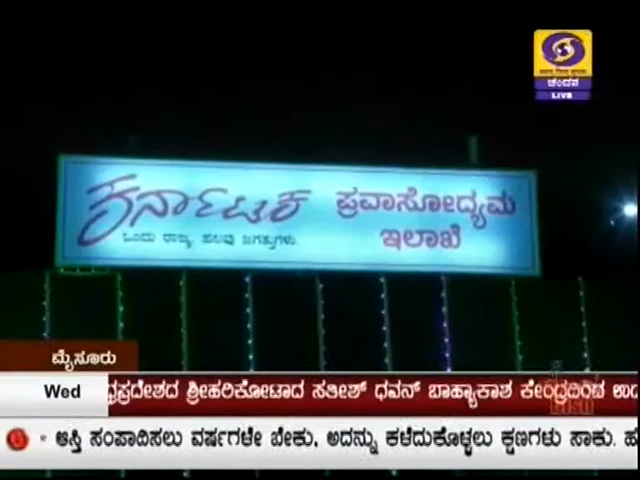 ಚಂದನ
LIVE
ಕರ್ನಾಟಕ
ಒಂದು ರಾಜ್ಯ. ಹಲವು ಜಗತ್ತುಗಳು.
ಪ್ರವಾಸೋದ್ಯಮ
ಇಲಾಖೆ
ಮೈಸೂರು
Wed ಧ್ರಪ್ರದೇಶದ ಶ್ರೀಹರಿಕೋಟಾದ ಸತೀಶ್ ಧವನ್ ಬಾಹ್ಯಾಕಾಶ ಕೇಂದ್ರದಿಂದ
ಆಸ್ತಿ ಸಂಪಾದಿಸಲು ವರ್ಷಗಳೇ ಬೇಕು, ಅದನ್ನು ಕಳೆದುಕೊಳ್ಳಲು ಕ್ಷಣಗಳು ಸಾಕು.